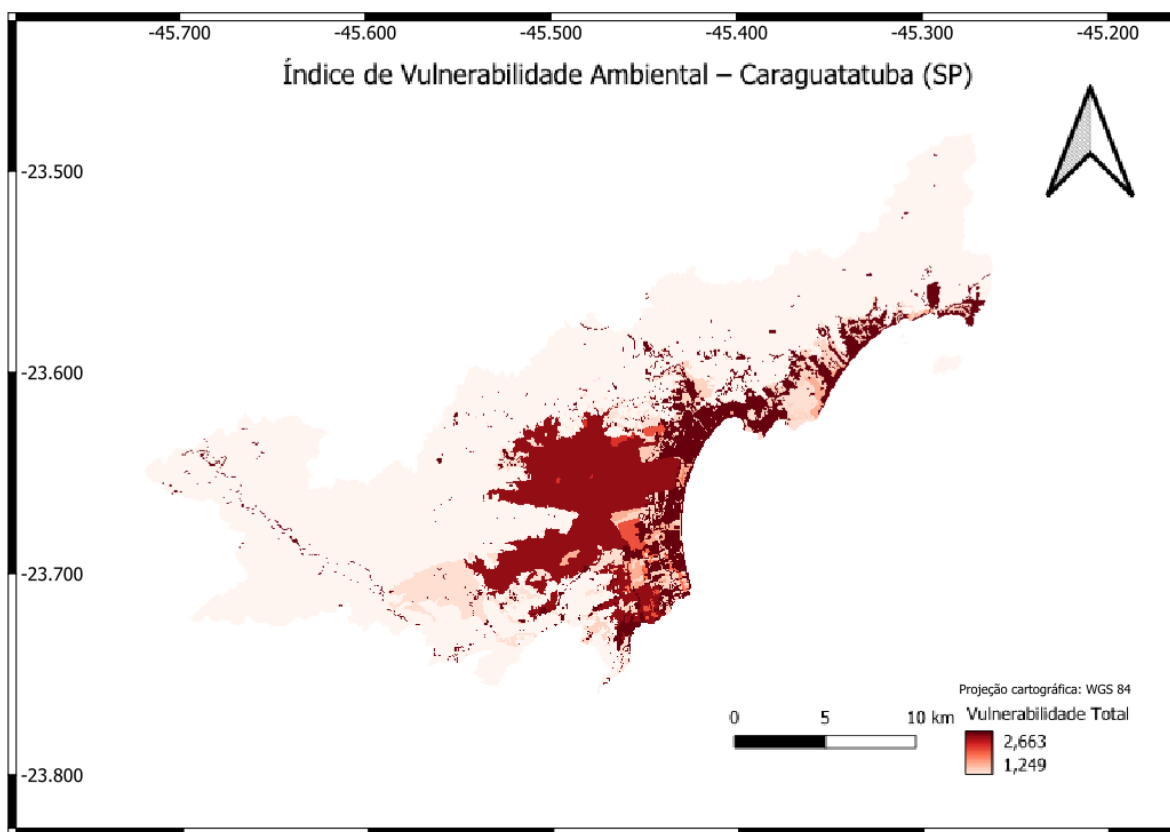 -45.700 -45.600 -45.500 -45.400 -45.300 -45.200
Índice de Vulnerabilidade Ambiental – Caraguatatuba (SP)
-23.500
-23.600
-23.700
-23.800
Projeção cartográfica: WGS 84
0 5 10 km
Vulnerabilidade Total
2,663
1,249